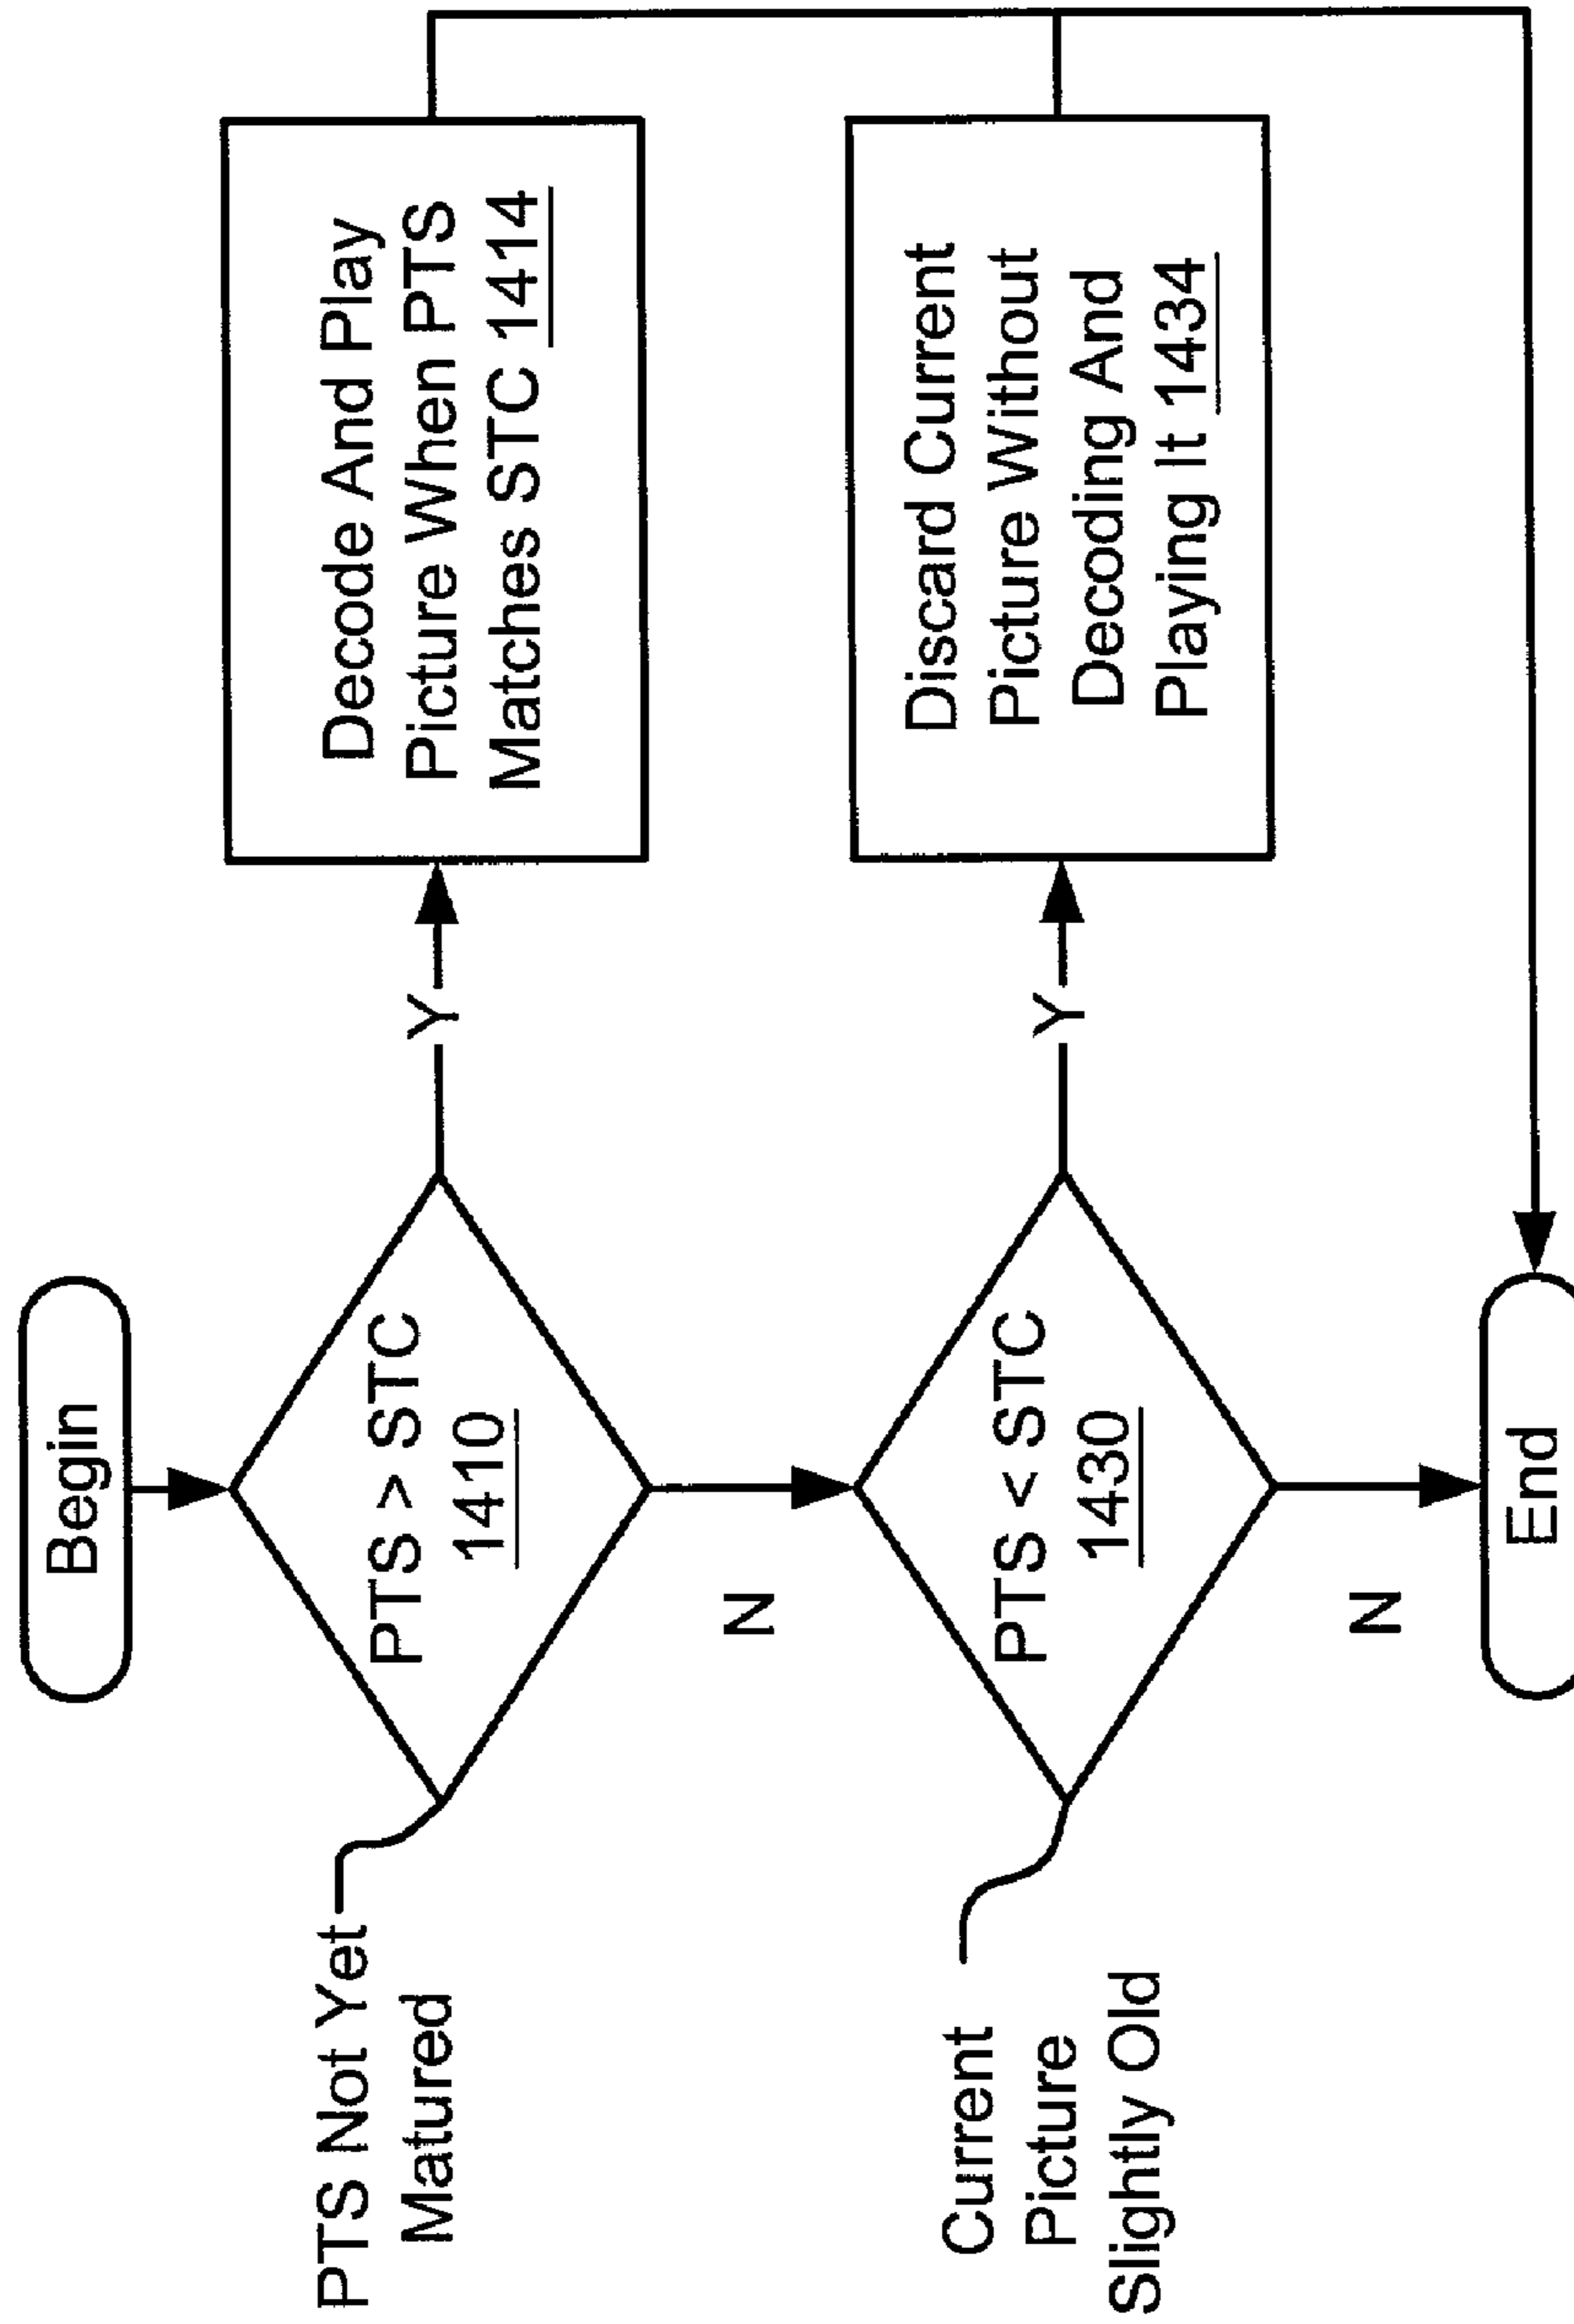 Begin
PTS Not Yet
Matured
PTS > STC
1410
Y
Decode And Play
Picture When PTS
Matches STC 1414
N
Current
Picture
Slightly Old
PTS < STC
1430
Y
Discard Current
Picture Without
Decoding And
Playing It 1434
N
End